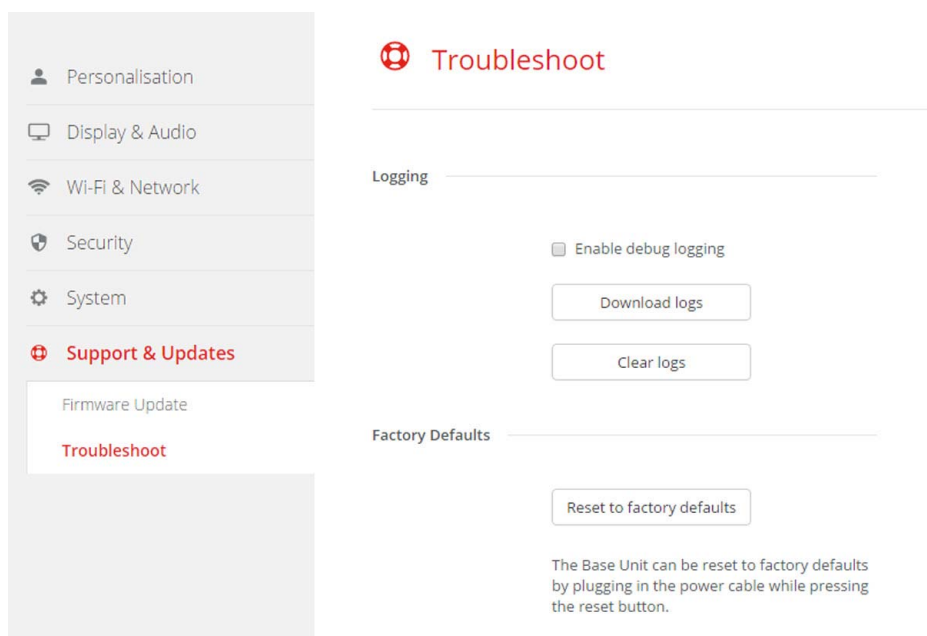 Personalisation
Display & Audio
Wi-Fi & Network
Security
System
Support & Updates
Firmware Update
Troubleshoot
Troubleshoot
Logging
Enable debug logging
Download logs
Clear logs
Factory Defaults
Reset to factory defaults
The Base Unit can be reset to factory defaults
by plugging in the power cable while pressing
the reset button.